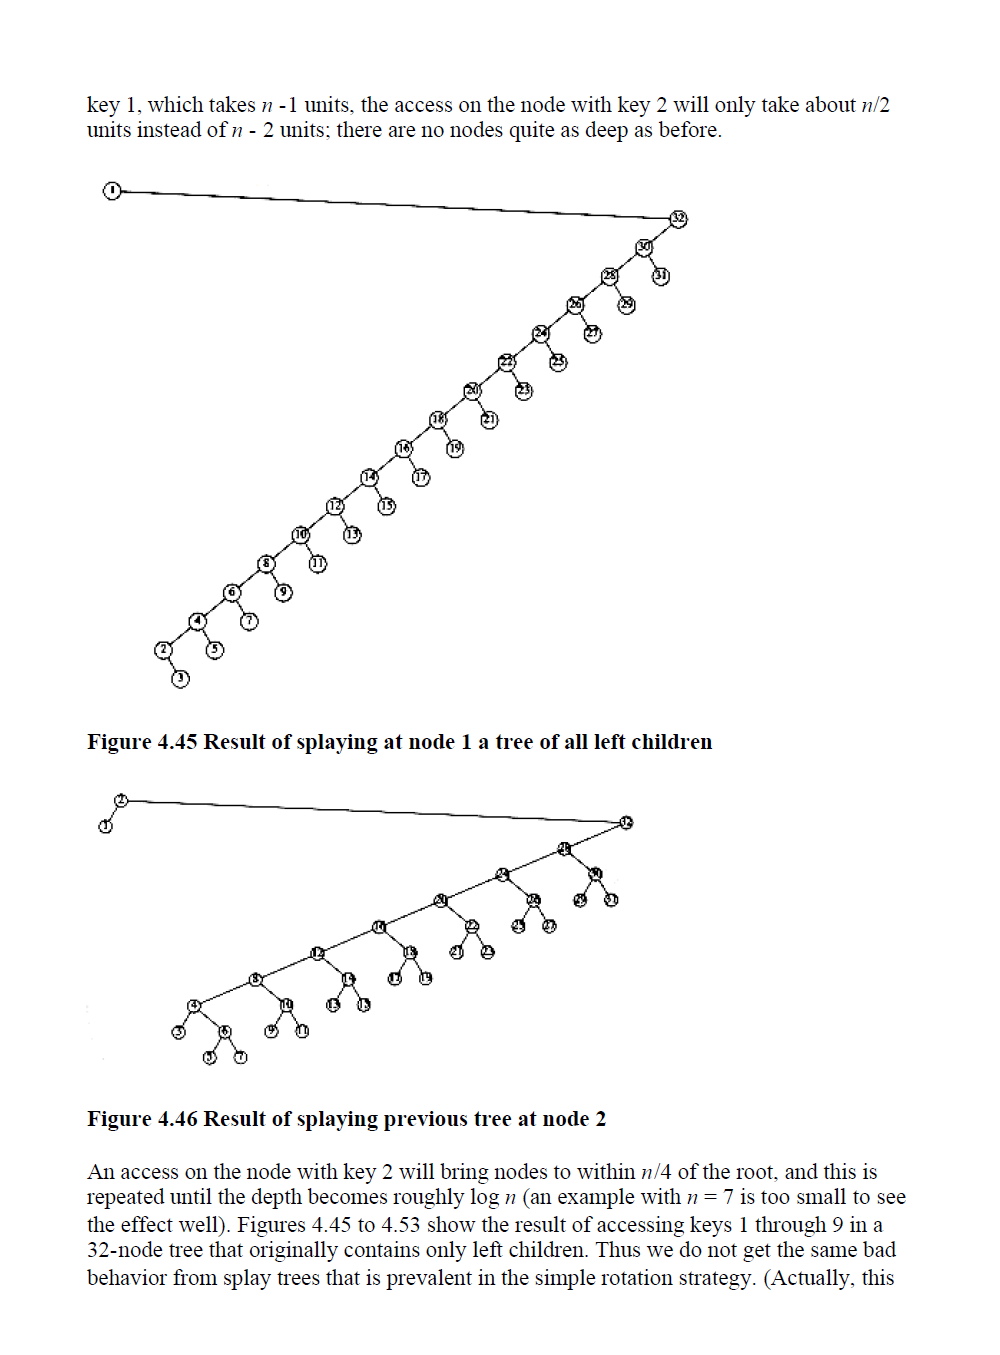 key 1, which takes n -1 units, the access on the node with key 2 will only take about n/2
units instead of n - 2 units; there are no nodes quite as deep as before.
1
32
30
28 31
26 29
24 27
22 25
20 23
18 21
16 19
14 17
12 15
10 13
8 11
6 9
4 7
2 5
3
Figure 4.45 Result of splaying at node 1 a tree of all left children
2
1 32
28
24 30
20 26 29 31
16 22 25 27
12 18 21 23
8 14 17 19
4 10 13 15
3 6 9 11
5 7
Figure 4.46 Result of splaying previous tree at node 2
An access on the node with key 2 will bring nodes to within n/4 of the root, and this is
repeated until the depth becomes roughly log n (an example with n = 7 is too small to see
the effect well). Figures 4.45 to 4.53 show the result of accessing keys 1 through 9 in a
32-node tree that originally contains only left children. Thus we do not get the same bad
behavior from splay trees that is prevalent in the simple rotation strategy. (Actually, this